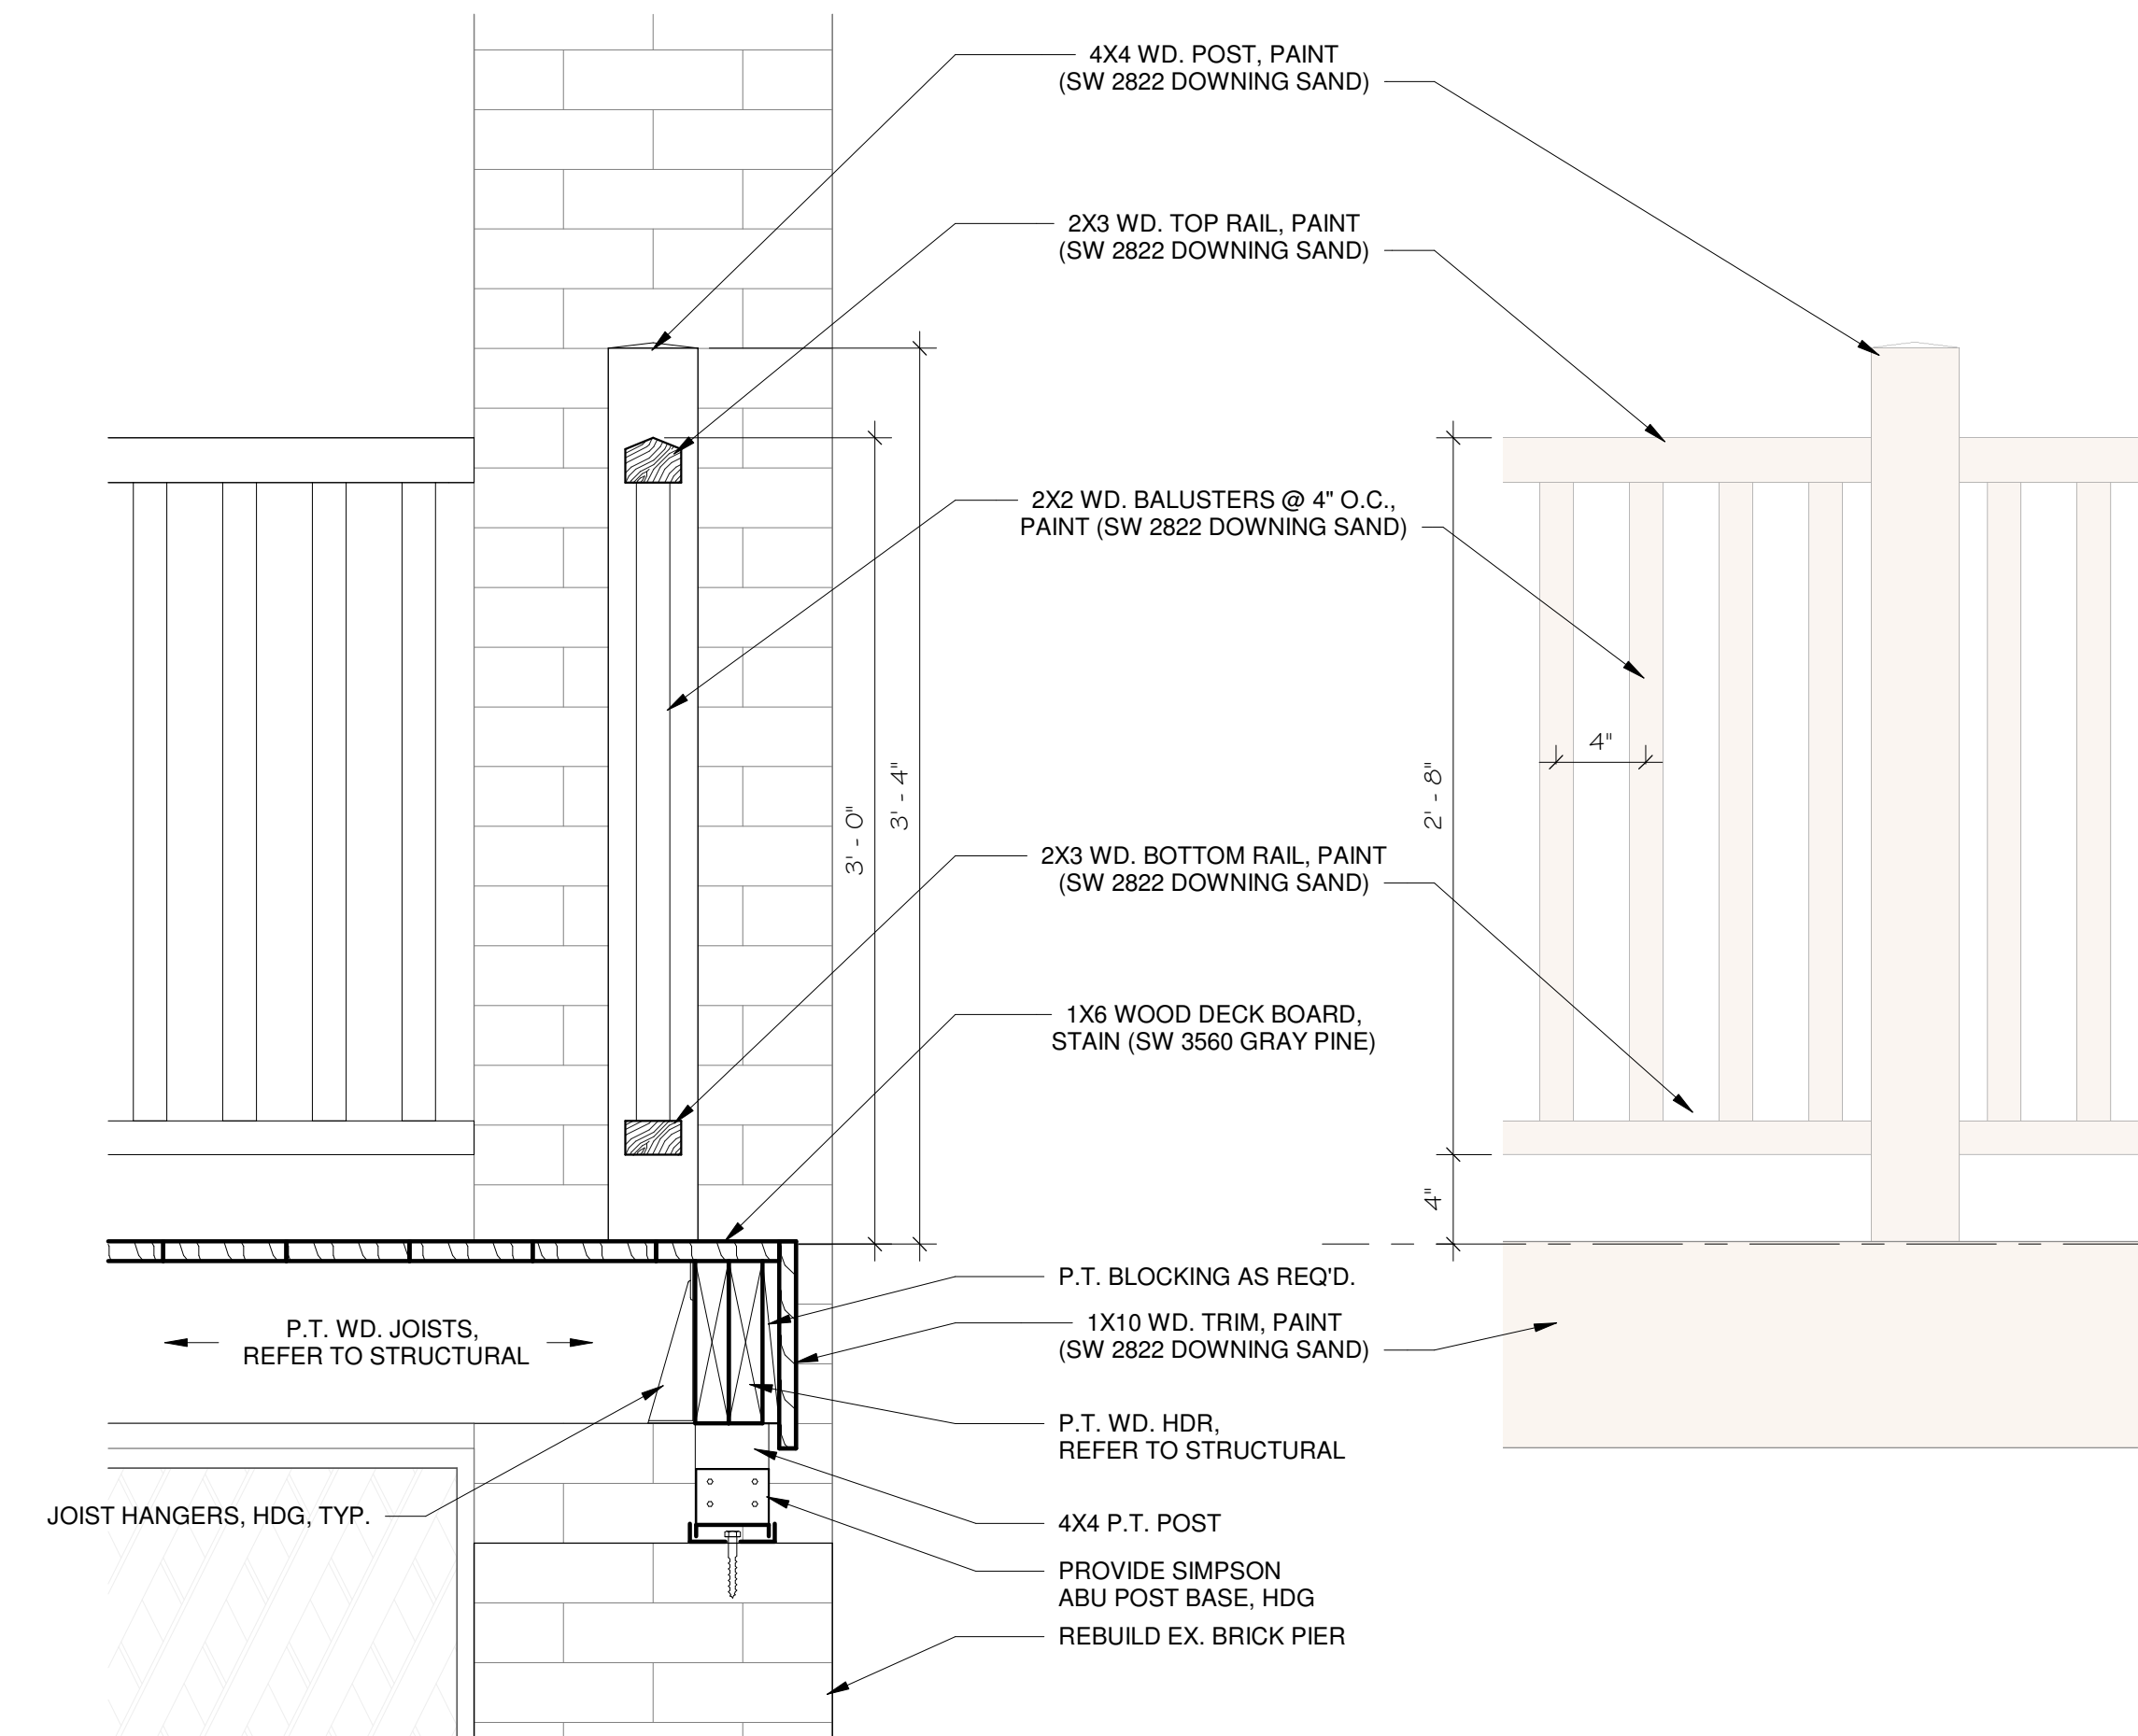 4X4 WD. POST, PAINT
(SW 2822 DOWNING SAND)
2X3 WD. TOP RAIL, PAINT
(SW 2822 DOWNING SAND)
2X2 WD. BALUSTERS @ 4" O.C.,
PAINT (SW 2822 DOWNING SAND)
4"
3' - 0"
3' - 4"
2' - 8"
2X3 WD. BOTTOM RAIL, PAINT
(SW 2822 DOWNING SAND)
1X6 WOOD DECK BOARD,
STAIN (SW 3560 GRAY PINE)
4"
P.T. BLOCKING AS REQ'D.
P.T. WD. JOISTS,
REFER TO STRUCTURAL
1X10 WD. TRIM, PAINT
(SW 2822 DOWNING SAND)
P.T. WD. HDR,
REFER TO STRUCTURAL
JOIST HANGERS, HDG, TYP.
4X4 P.T. POST
PROVIDE SIMPSON
ABU POST BASE, HDG
REBUILD EX. BRICK PIER